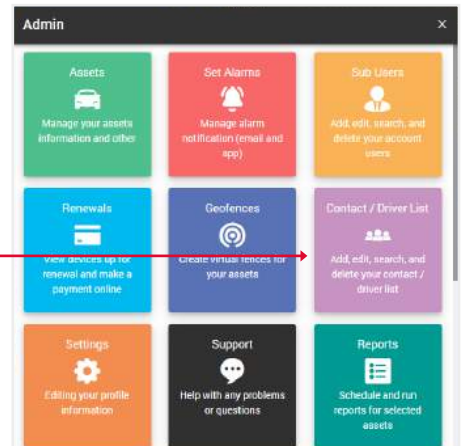 Admin
×
Assets
Manage your assets
information and other
Set Alarms
Manage alarm
notification (email and
app)
Sub Users
Add, edit, search, and
delete your account
users
Renewals
View devices up for
renewal and make a
payment online
Geofences
Create virtual fences for
your assets
Contact / Driver List
Add, edit, search, and
delete your contact /
driver list
Settings
Editing your profile
information
Support
Help with any problems
or questions
Reports
Schedule and run
reports for selected
assets